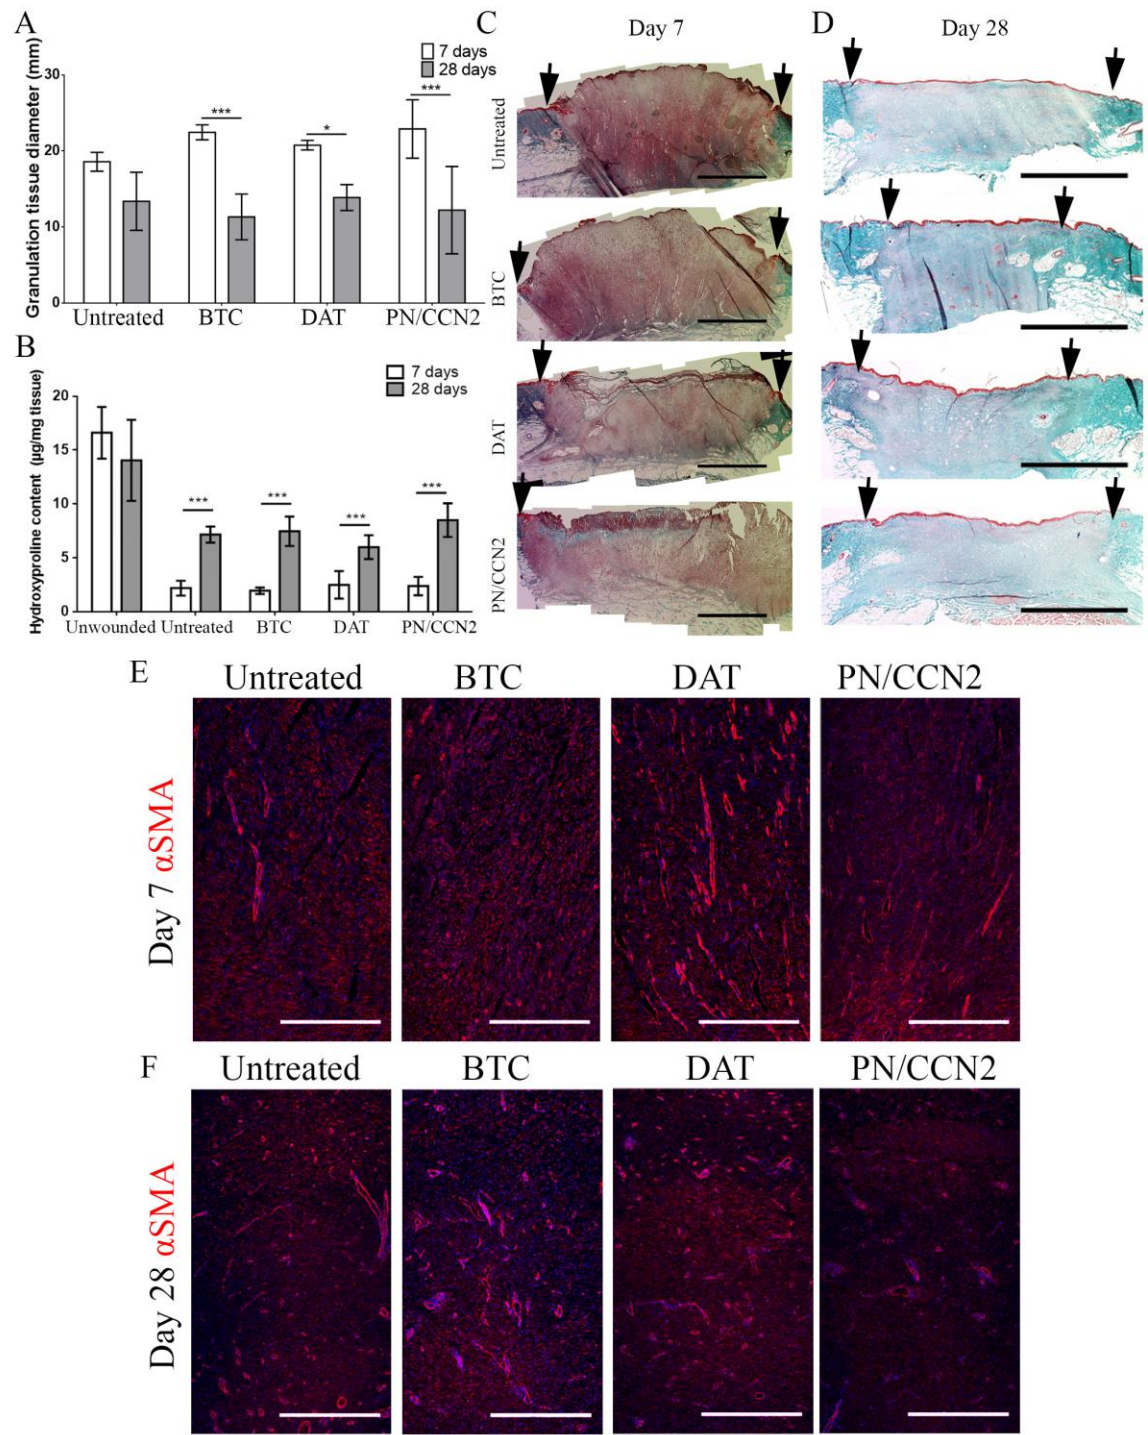 A
7 days
28 days
Granulation tissue diameter (mm)
30
20
10
0
***
*
***
Untreated
BTC
DAT
PN/CCN2
B
7 days
28 days
Hydroxyproline content (µg/mg tissue)
20
15
10
5
0
***
***
***
***
Unwounded
Untreated
BTC
DAT
PN/CCN2
C
Day 7
Untreated
BTC
DAT
PN/CCN2
D
Day 28
E
Untreated
BTC
DAT
PN/CCN2
Day 7 αSMA
F
Untreated
BTC
DAT
PN/CCN2
Day 28 αSMA